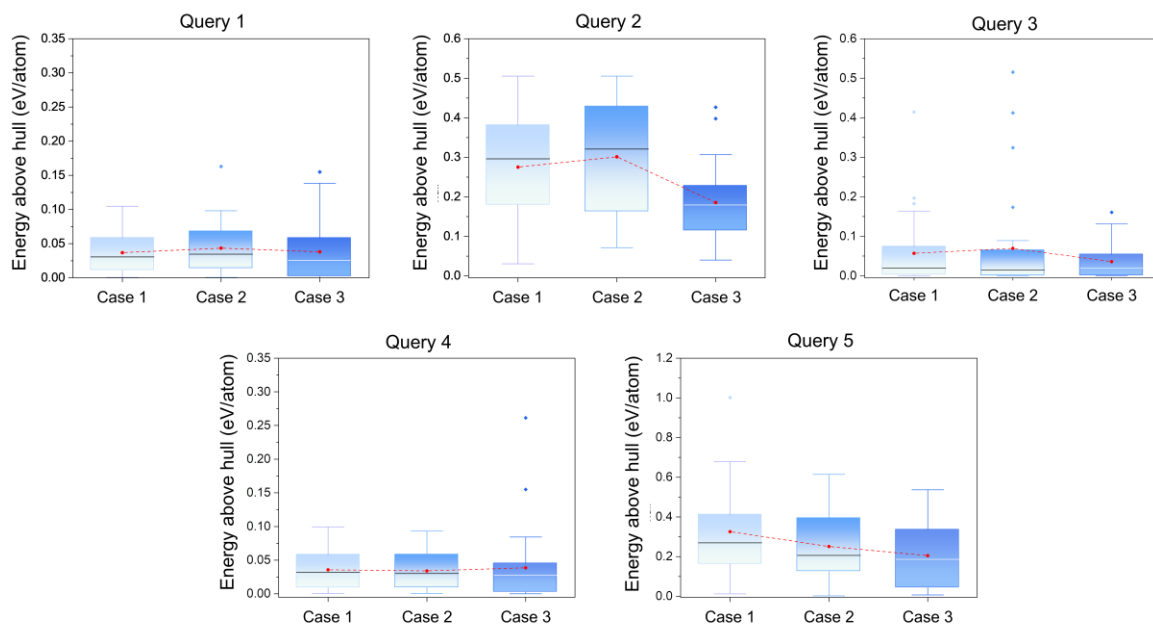 Query 1
Energy above hull (eV/atom)
0.35
0.30
0.25
0.20
0.15
0.10
0.05
0.00
Case 1
Case 2
Case 3
Query 2
Energy above hull (eV/atom)
0.6
0.5
0.4
0.3
0.2
0.1
0.0
Case 1
Case 2
Case 3
Query 3
Energy above hull (eV/atom)
0.6
0.5
0.4
0.3
0.2
0.1
0.0
Case 1
Case 2
Case 3
Query 4
Energy above hull (eV/atom)
0.35
0.30
0.25
0.20
0.15
0.10
0.05
0.00
Case 1
Case 2
Case 3
Query 5
Energy above hull (eV/atom)
1.2
1.0
0.8
0.6
0.4
0.2
0.0
Case 1
Case 2
Case 3